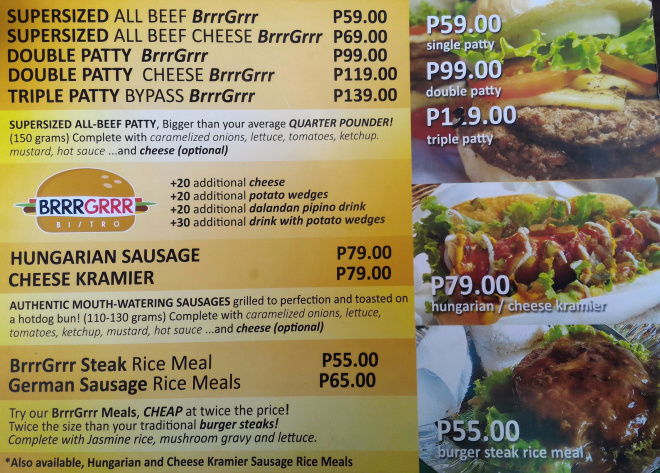 SUPERSIZED ALL BEEF BrrrGrrr P59.00
SUPERSIZED ALL BEEF CHEESE BrrrGrrr P69.00
DOUBLE PATTY BrrrGrrr P99.00
DOUBLE PATTY CHEESE BrrrGrrr P119.00
TRIPLE PATTY BYPASS BrrrGrrr P139.00
SUPERSIZED ALL-BEEF PATTY, Bigger than your average QUARTER POUNDER!
(150 grams) Complete with caramelized onions, lettuce, tomatoes, ketchup.
mustard, hot sauce ...and cheese (optional)
BRRRGRRR
BISTRO
+20 additional cheese
+20 additional potato wedges
+20 additional dalandan pipino drink
+30 additional drink with potato wedges
HUNGARIAN SAUSAGE P79.00
CHEESE KRAMIER P79.00
AUTHENTIC MOUTH-WATERING SAUSAGES grilled to perfection and toasted on
a hotdog bun! (110-130 grams) Complete with caramelized onions, lettuce,
tomatoes, ketchup, mustard, hot sauce ...and cheese (optional)
BrrrGrrr Steak Rice Meal P55.00
German Sausage Rice Meals P65.00
Try our BrrrGrrr Meals, CHEAP at twice the price!
Twice the size than your traditional burger steaks!
Complete with Jasmine rice, mushroom gravy and lettuce.
*Also available, Hungarian and Cheese Kramier Sausage Rice Meals
P59.00
single patty
P99.00
double patty
triple patty
P79.00
hungarian / cheese kramier
P55.00
burger steak rice meal